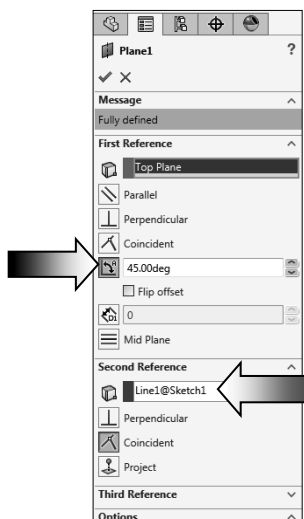 Plane1 ?
Message
Fully defined
First Reference
Top Plane
Parallel
Perpendicular
Coincident
45.00deg
Flip offset
D1 0
Mid Plane
Second Reference
Line1@Sketch1
Perpendicular
Coincident
Project
Third Reference
Options